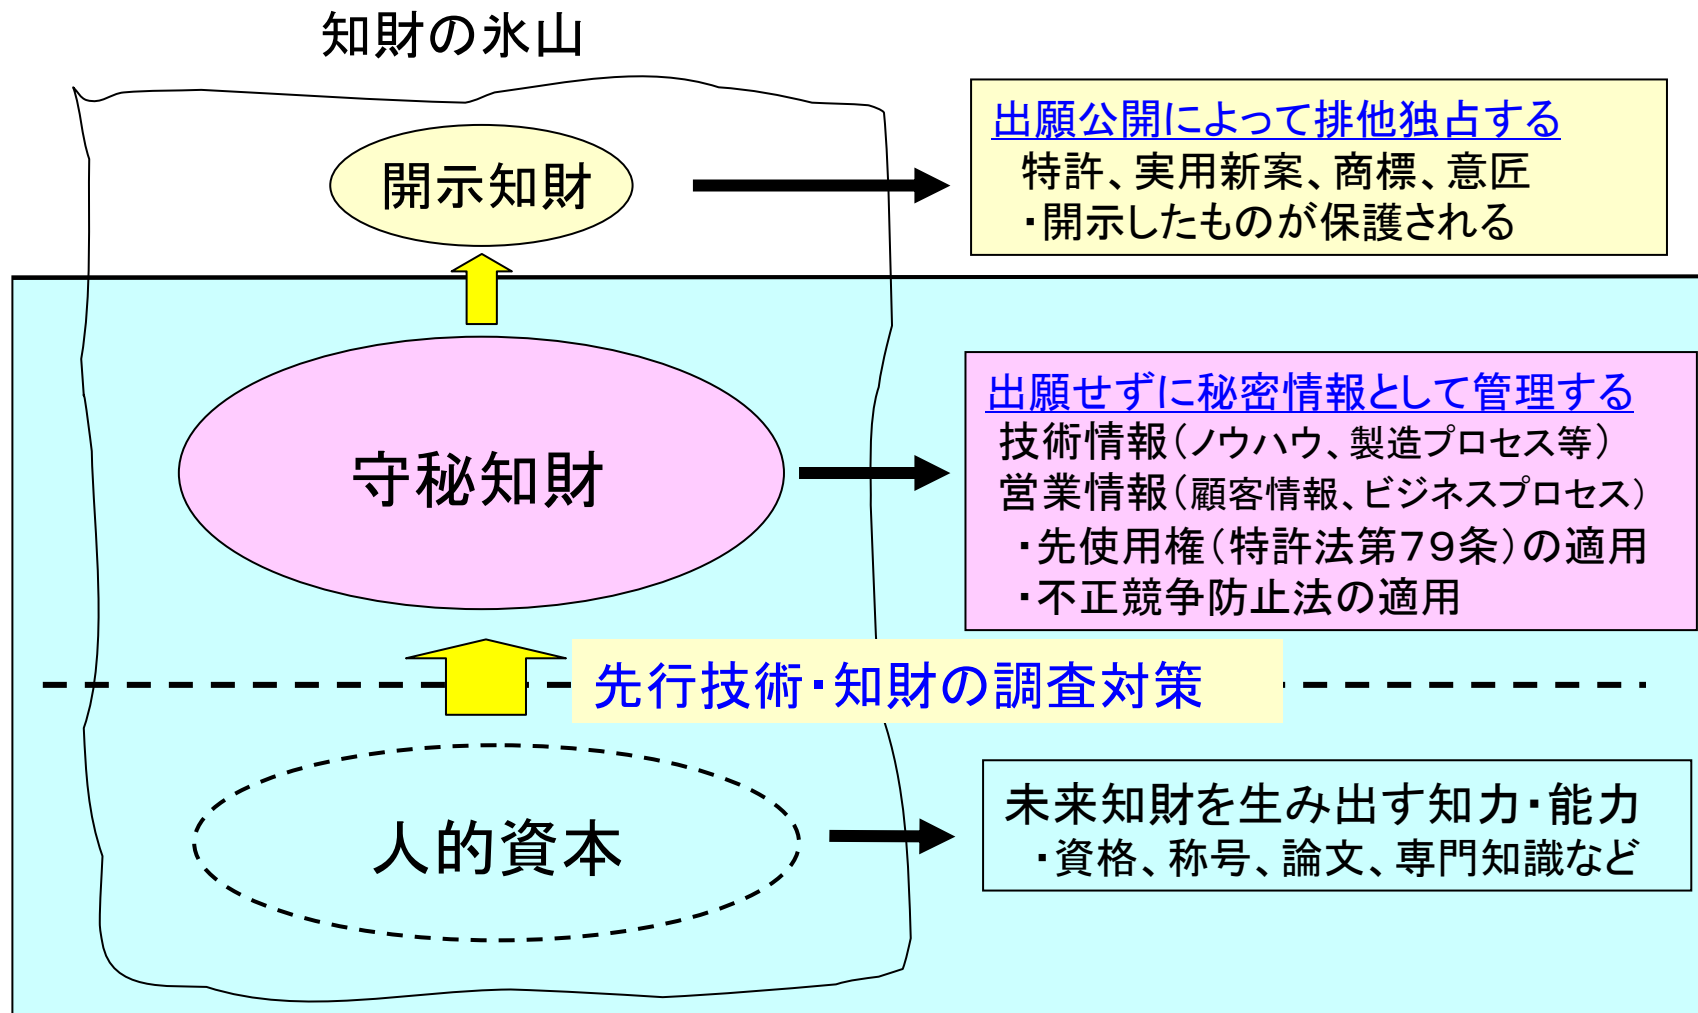 知財の氷山
開示知財
出願公開によって排他独占する
特許、実用新案、商標、意匠
・開示したものが保護される
守秘知財
出願せずに秘密情報として管理する
技術情報（ノウハウ、製造プロセス等）
営業情報（顧客情報、ビジネスプロセス）
・先使用権（特許法第７９条）の適用
・不正競争防止法の適用
先行技術・知財の調査対策
人的資本
未来知財を生み出す知力・能力
・資格、称号、論文、専門知識など